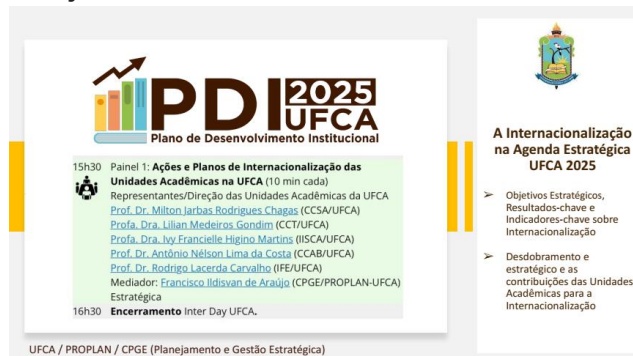 PDI 2025
UFCA
Plano de Desenvolvimento Institucional
15h30 Painel 1: Ações e Planos de Internacionalização das
Unidades Acadêmicas na UFCA (10 min cada)
Representantes/Direção das Unidades Acadêmicas da UFCA
Prof. Dr. Milton Jarbas Rodrigues Chagas (CCSA/UFCA)
Profa. Dra. Lilian Medeiros Gondim (CCT/UFCA)
Profa. Dra. Ivy Francielle Higino Martins (IISCA/UFCA)
Prof. Dr. Antônio Nélson Lima da Costa (CCAB/UFCA)
Prof. Dr. Rodrigo Lacerda Carvalho (IFE/UFCA)
Mediador: Francisco Ildisvan de Araújo (CPGE/PROPLAN-UFCA)
Estratégica
16h30 Encerramento Inter Day UFCA.
UFCA / PROPLAN / CPGE (Planejamento e Gestão Estratégica)
A Internacionalização
na Agenda Estratégica
UFCA 2025
➢ Objetivos Estratégicos,
Resultados-chave e
Indicadores-chave sobre
Internacionalização
➢ Desdobramento e
estratégico e as
contribuições das Unidades
Acadêmicas para a
Internacionalização